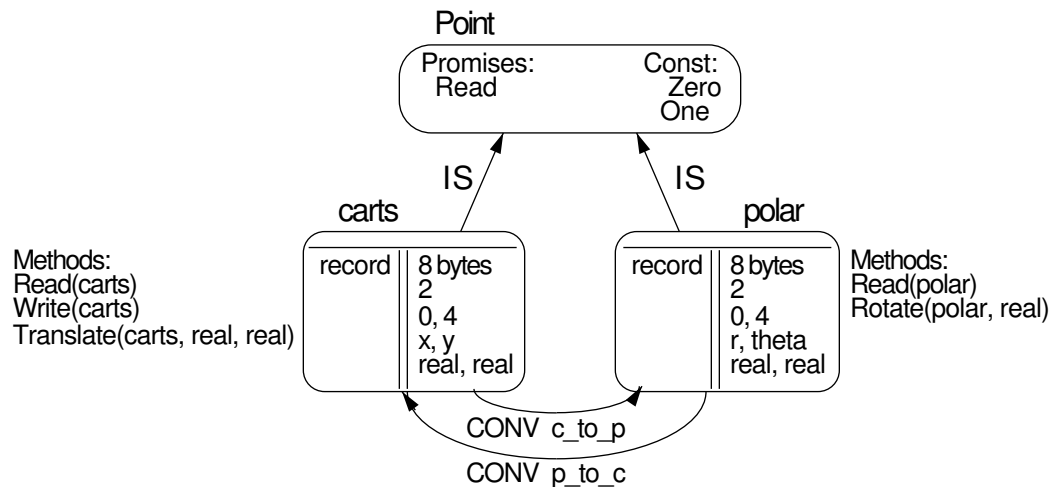 Point
Promises: Const:
Read Zero
One
IS IS
carts polar
Methods:
Read(carts)
Write(carts)
Translate(carts, real, real)
record 8 bytes
2
0, 4
x, y
real, real
record 8 bytes
2
0, 4
r, theta
real, real
Methods:
Read(polar)
Rotate(polar, real)
CONV c_to_p
CONV p_to_c